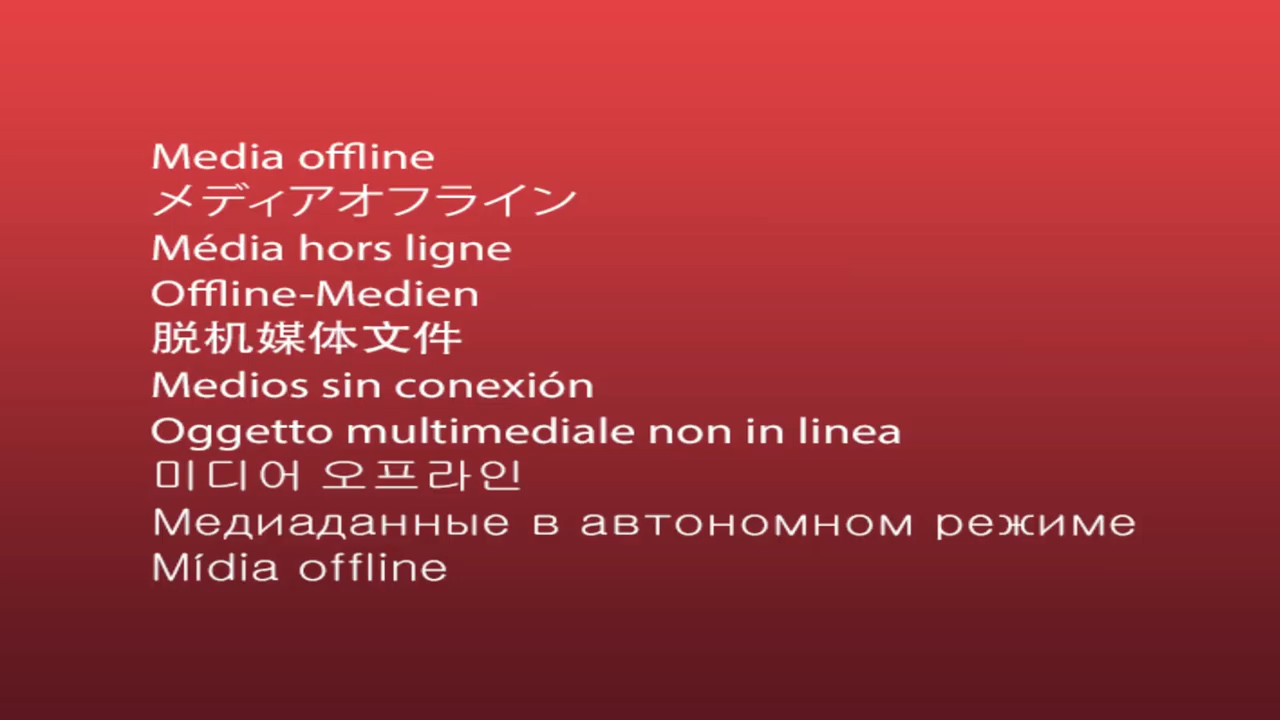 Media offline
メディアオフライン
Média hors ligne
Offline-Medien
脱机媒体文件
Medios sin conexión
Oggetto multimediale non in linea
미디어 오프라인
Медиаданные в автономном режиме
Mídia offline